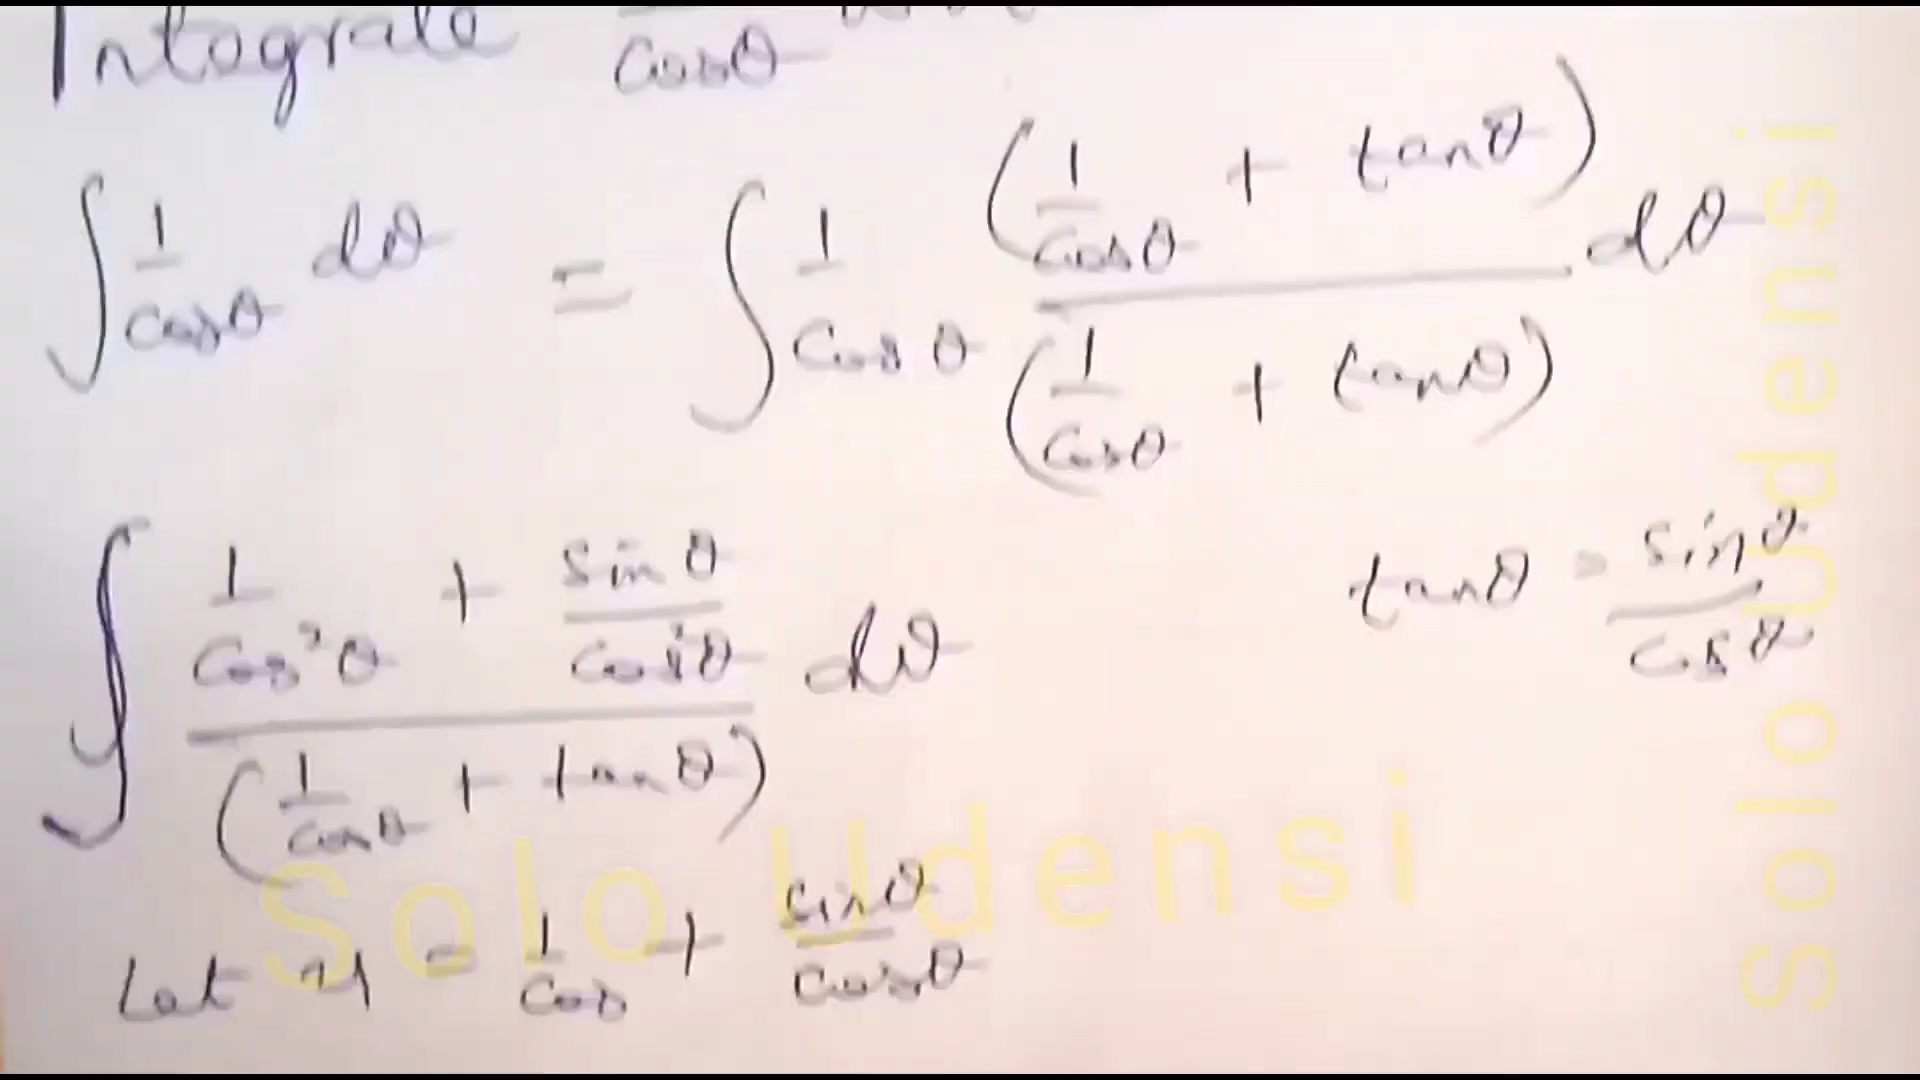 Integrate 1/cosθ
∫ 1/cosθ dθ = ∫ 1/cosθ (1/cosθ + tanθ)/(1/cosθ + tanθ) dθ
∫ (1/cos²θ + sinθ/cos²θ)/(1/cosθ + tanθ) dθ
tanθ = sinθ/cosθ
Let u = 1/cos + sinθ/cosθ
Solo Udensi
Solo Udensi